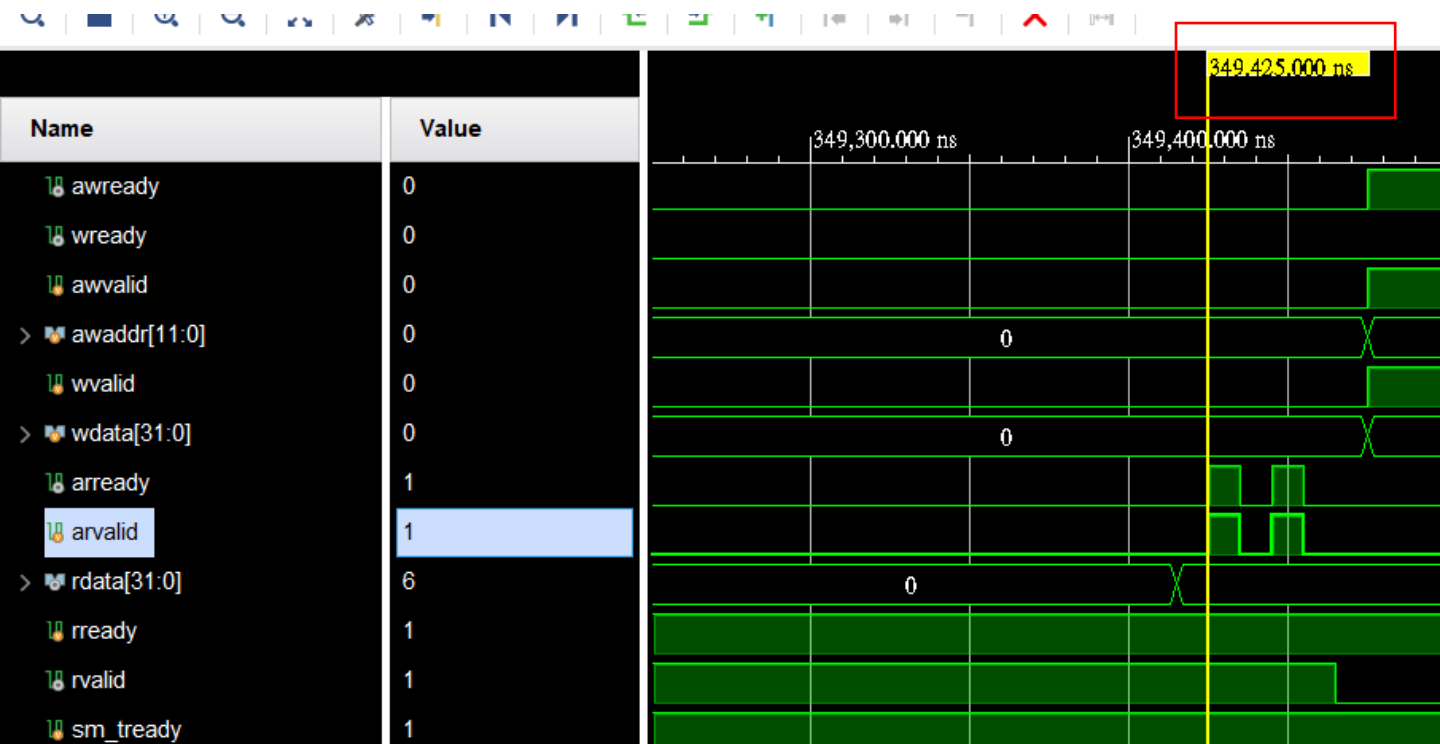 349,425.000 ns
Name Value
349,300.000 ns 349,400.000 ns
awready 0
wready 0
awvalid 0
awaddr[11:0] 0 0
wvalid 0
wdata[31:0] 0 0
arready 1
arvalid 1
rdata[31:0] 6 0
rready 1
rvalid 1
sm_tready 1